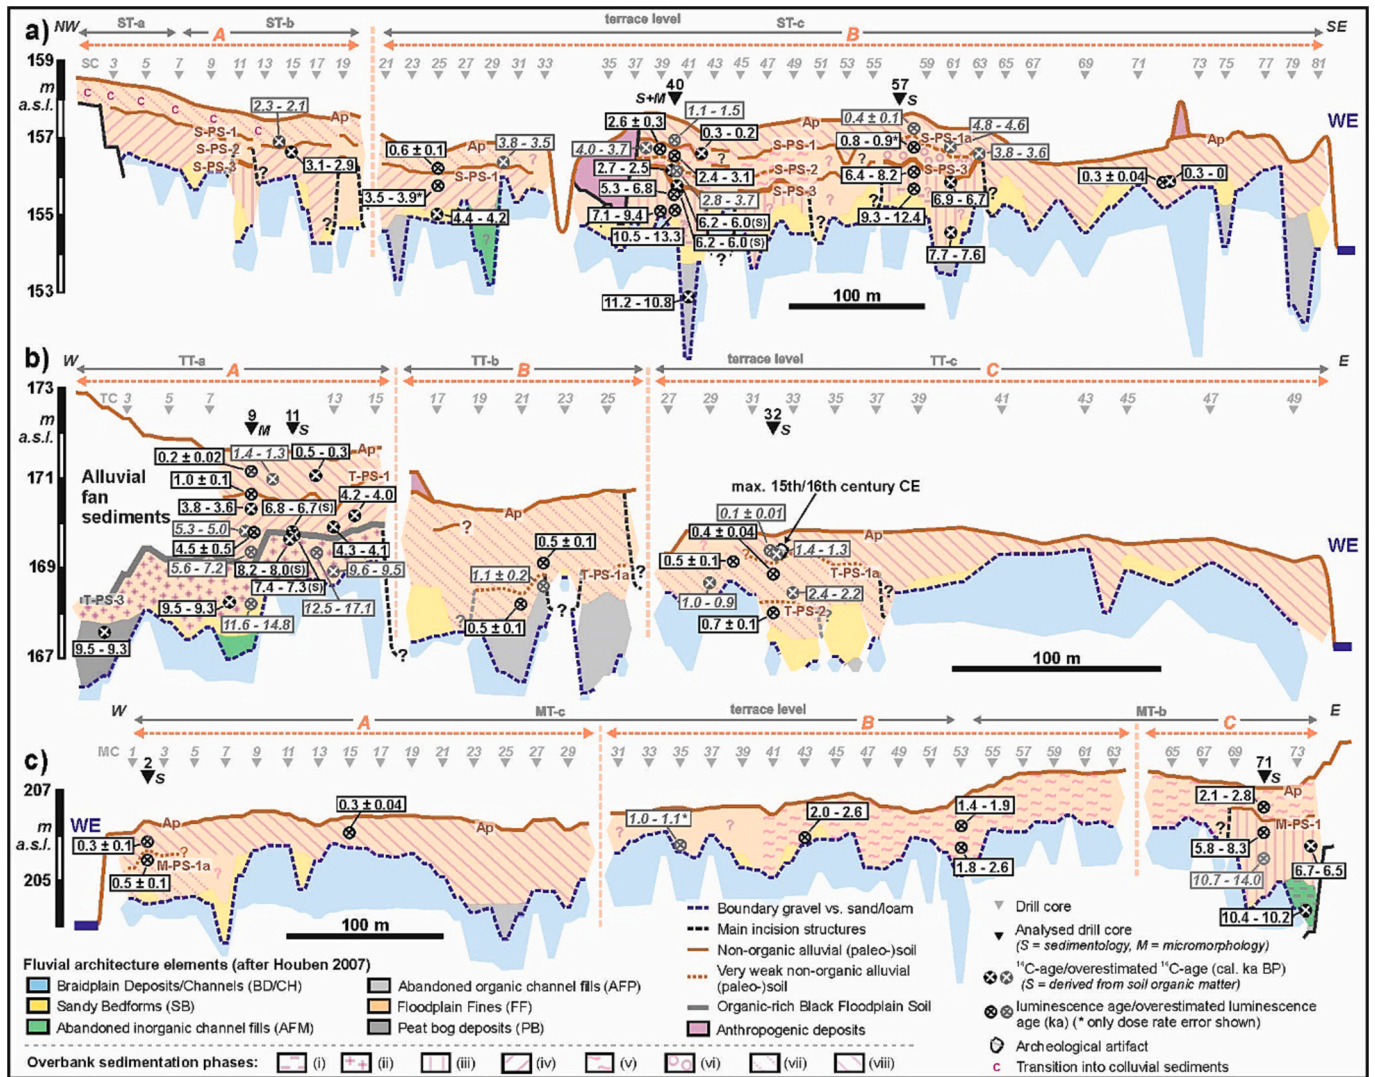 a) NW ST-a ST-b terrace level ST-c SE
A B
SC 3 5 7 9 11 13 15 17 19 21 23 25 27 29 31 33 35 37 39 41 43 45 47 49 51 53 55 59 61 63 65 67 69 71 73 75 77 79 81
159
m
a.s.l.
157
155
153
40
S+M
57
S
C C C C C C
2.3 - 2.1
Ap
S-PS-1
S-PS-2
S-PS-3
3.1 - 2.9
?
?
0.6 ± 0.1
Ap
3.8 - 3.5
?
S-PS-1
3.5 - 3.9*
4.4 - 4.2
?
2.6 ± 0.3
1.1 - 1.5
0.3 - 0.2
4.0 - 3.7
2.7 - 2.5
2.4 - 3.1
5.3 - 6.8
2.8 - 3.7
7.1 - 9.4
6.2 - 6.0(S)
10.5 - 13.3
6.2 - 6.0(S)
11.2 - 10.8
Ap
S-PS-1
S-PS-2
S-PS-3
0.4 ± 0.1
4.8 - 4.6
0.8 - 0.9*
S-PS-1a
3.8 - 3.6
6.4 - 8.2
S-PS-3
6.9 - 6.7
9.3 - 12.4
7.7 - 7.6
0.3 ± 0.04
0.3 - 0
Ap
WE
100 m
b) W TT-a TT-b terrace level TT-c E
A B C
TC 3 5 7 13 15 17 19 21 23 25 27 29 31 33 35 37 39 41 43 45 47 49
173
m
a.s.l.
171
169
167
9
M
11
S
32
S
Alluvial
fan
sediments
0.2 ± 0.02
1.4 - 1.3
0.5 - 0.3
Ap
1.0 ± 0.1
T-PS-1
3.8 - 3.6
6.8 - 6.7(S)
4.2 - 4.0
5.3 - 5.0
4.5 ± 0.5
4.3 - 4.1
5.6 - 7.2
8.2 - 8.0(S)
9.6 - 9.5
7.4 - 7.3(S)
T-PS-3
9.5 - 9.3
12.5 - 17.1
11.6 - 14.8
9.5 - 9.3
?
Ap
?
0.5 ± 0.1
1.1 ± 0.2
T-PS-1a
?
?
?
0.5 ± 0.1
max. 15th/16th century CE
0.1 ± 0.01
0.4 ± 0.04
1.4 - 1.3
Ap
0.5 ± 0.1
T-PS-1a
1.0 - 0.9
2.4 - 2.2
?
T-PS-2
?
0.7 ± 0.1
WE
100 m
W MT-c terrace level MT-b E
A B C
MC 1 3 5 7 9 11 13 15 17 19 21 23 25 27 29 31 33 35 37 39 41 43 45 47 49 51 53 55 57 59 61 63 65 67 69 73
c)
207
m
a.s.l.
205
2
S
71
S
WE
Ap
0.3 ± 0.1
?
M-PS-1a
?
0.5 ± 0.1
0.3 ± 0.04
Ap
100 m
?
1.0 - 1.1*
?
2.0 - 2.6
1.4 - 1.9
1.8 - 2.6
2.1 - 2.8
Ap
M-PS-1
?
5.8 - 8.3
6.7 - 6.5
10.7 - 14.0
10.4 - 10.2
Fluvial architecture elements (after Houben 2007)
Braidplain Deposits/Channels (BD/CH)
Sandy Bedforms (SB)
Abandoned inorganic channel fills (AFM)
Abandoned organic channel fills (AFP)
Floodplain Fines (FF)
Peat bog deposits (PB)
Boundary gravel vs. sand/loam
Main incision structures
Non-organic alluvial (paleo-)soil
Very weak non-organic alluvial
(paleo-)soil
Organic-rich Black Floodplain Soil
Anthropogenic deposits
Drill core
Analysed drill core
(S = sedimentology, M = micromorphology)
14C-age/overestimated 14C-age (cal. ka BP)
(S = derived from soil organic matter)
luminescence age/overestimated luminescence
age (ka) (* only dose rate error shown)
Archeological artifact
C Transition into colluvial sediments
Overbank sedimentation phases: (i) (ii) (iii) (iv) (v) (vi) (vii) (viii)